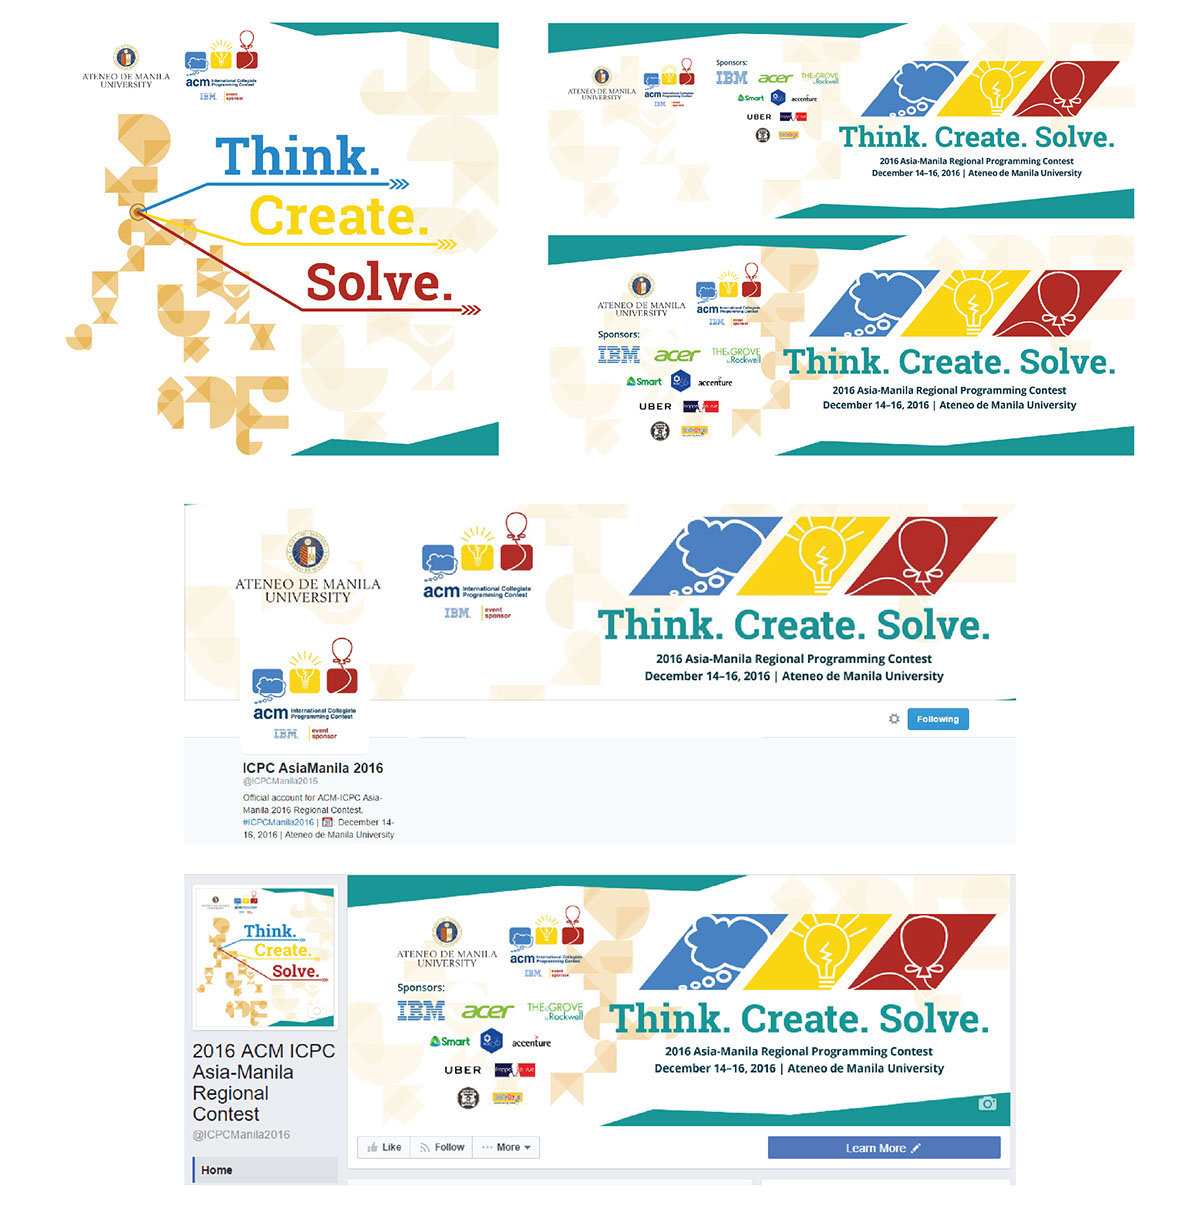 ATENEO DE MANILA
UNIVERSITY
acm International Collegiate
Programming Contest
IBM. event
sponsor
Think.
Create.
Solve.
ATENEO DE MANILA
UNIVERSITY
acm International Collegiate
Programming Contest
IBM. event
sponsor
Sponsors:
IBM acer THE GROVE
by Rockwell
Smart accenture
UBER
Think. Create. Solve.
2016 Asia-Manila Regional Programming Contest
December 14–16, 2016 | Ateneo de Manila University
ATENEO DE MANILA
UNIVERSITY
acm International Collegiate
Programming Contest
IBM. event
sponsor
Sponsors:
IBM acer THE GROVE
by Rockwell
Smart accenture
UBER
Think. Create. Solve.
2016 Asia-Manila Regional Programming Contest
December 14–16, 2016 | Ateneo de Manila University
ATENEO DE MANILA
UNIVERSITY
acm International Collegiate
Programming Contest
IBM. event
sponsor
Think. Create. Solve.
2016 Asia-Manila Regional Programming Contest
December 14–16, 2016 | Ateneo de Manila University
acm International Collegiate
Programming Contest
IBM. event
sponsor
Following
ICPC AsiaManila 2016
@ICPCManila2016
Official account for ACM-ICPC Asia-
Manila 2016 Regional Contest.
#ICPCManila2016 | : December 14-
16, 2016 | Ateneo de Manila University
Think.
Create.
Solve.
2016 ACM ICPC
Asia-Manila
Regional
Contest
@ICPCManila2016
Home
ATENEO DE MANILA
UNIVERSITY
acm International Collegiate
Programming Contest
IBM. event
sponsor
Sponsors:
IBM acer THE GROVE
by Rockwell
Smart accenture
UBER
Think. Create. Solve.
2016 Asia-Manila Regional Programming Contest
December 14–16, 2016 | Ateneo de Manila University
Like Follow More
Learn More